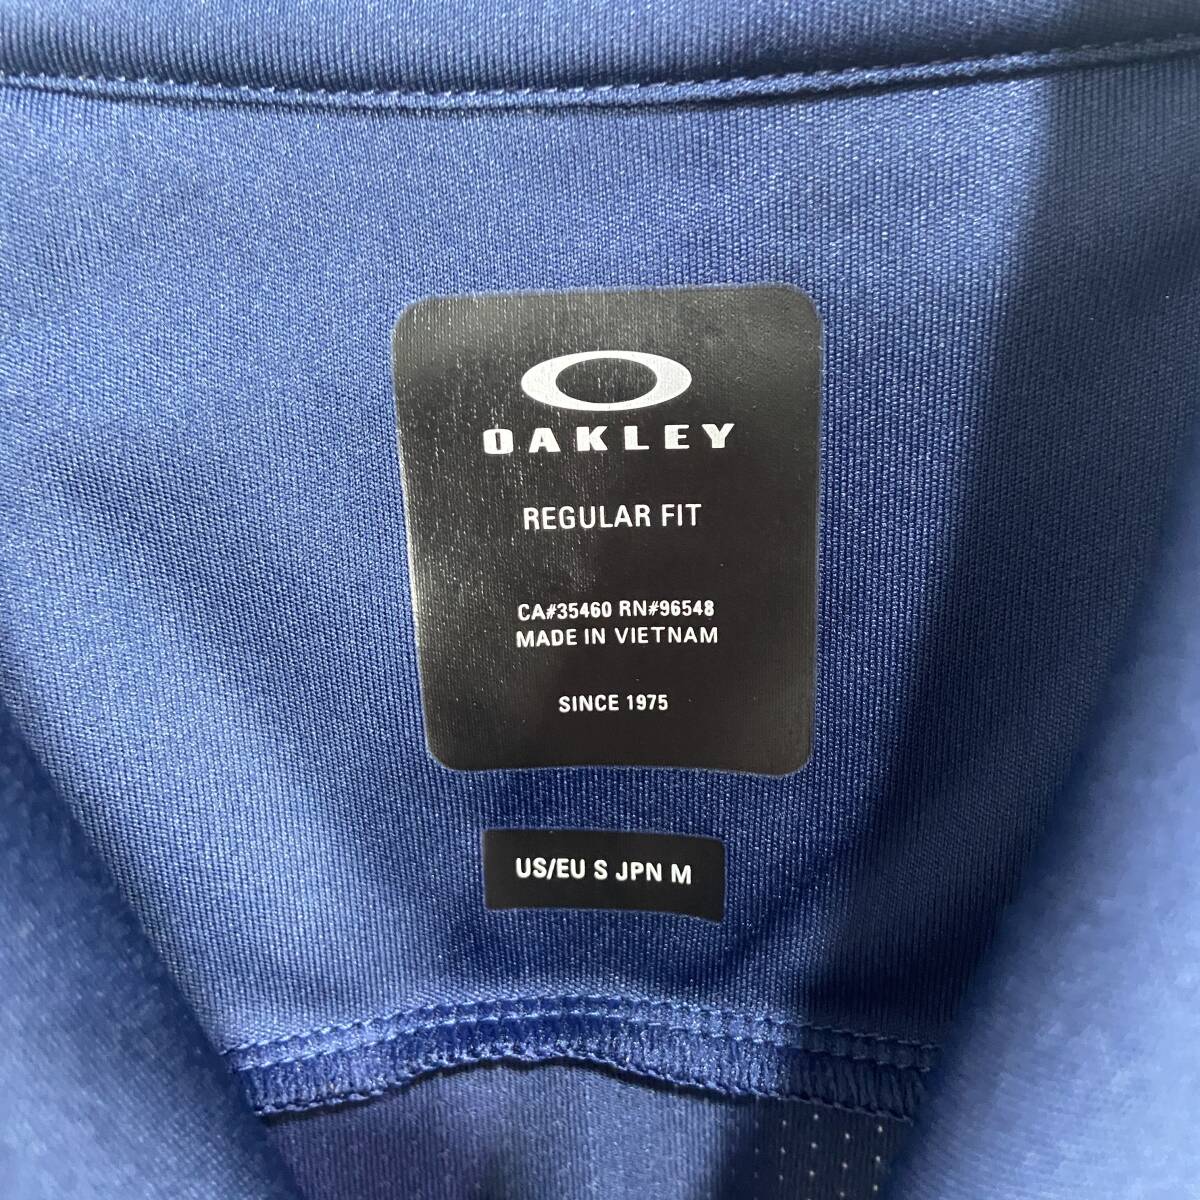 OAKLEY
REGULAR FIT
CA#35460 RN#96548
MADE IN VIETNAM
SINCE 1975
US/EU S JPN M